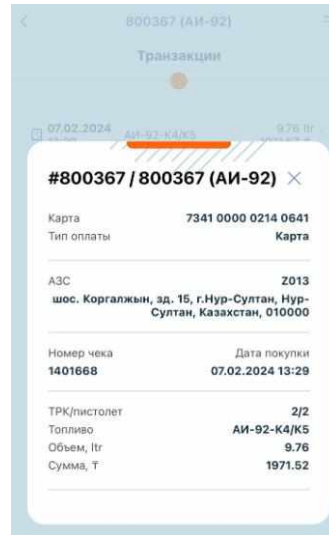 800367 (АИ-92)
Транзакции
07.02.2024 АИ-92-К4/К5 9.76 ltr
#800367 / 800367 (АИ-92)
Карта 7341 0000 0214 0641
Тип оплаты Карта
АЗС Z013
шос. Коргалжын, зд. 15, г.Нур-Султан, Нур-
Султан, Казахстан, 010000
Номер чека Дата покупки
1401668 07.02.2024 13:29
ТРК/пистолет 2/2
Топливо АИ-92-К4/К5
Объем, ltr 9.76
Сумма, ₸ 1971.52